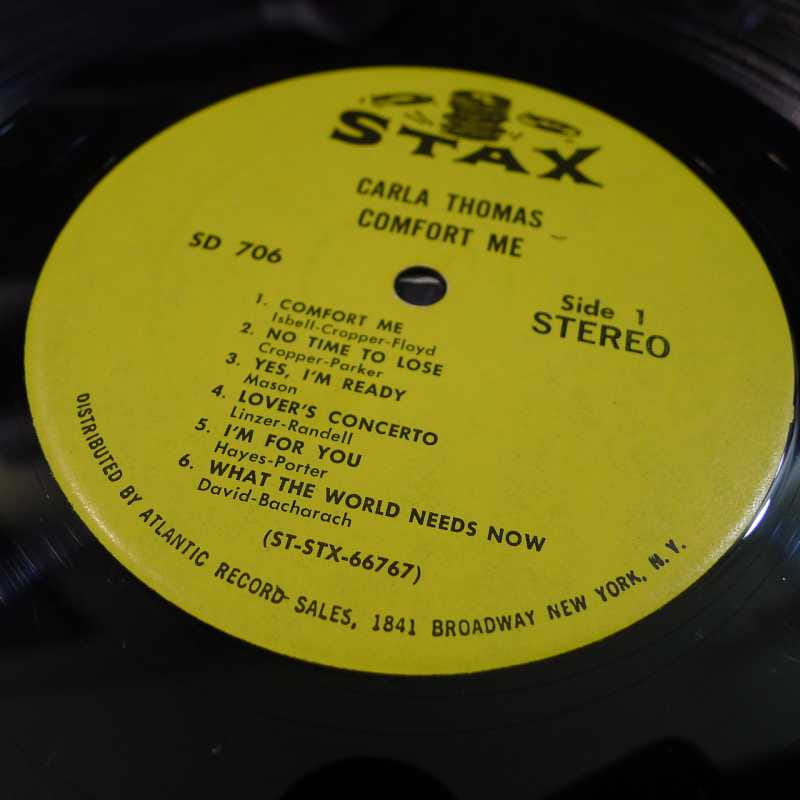 STAX
CARLA THOMAS
COMFORT ME
SD 706
Side 1
STEREO
1. COMFORT ME
Isbell-Cropper-Floyd
2. NO TIME TO LOSE
Cropper-Parker
3. YES, I'M READY
Mason
4. LOVER'S CONCERTO
Linzer-Randell
5. I'M FOR YOU
Hayes-Porter
6. WHAT THE WORLD NEEDS NOW
David-Bacharach
(ST-STX-66767)
DISTRIBUTED BY ATLANTIC RECORD SALES, 1841 BROADWAY NEW YORK, N.Y.